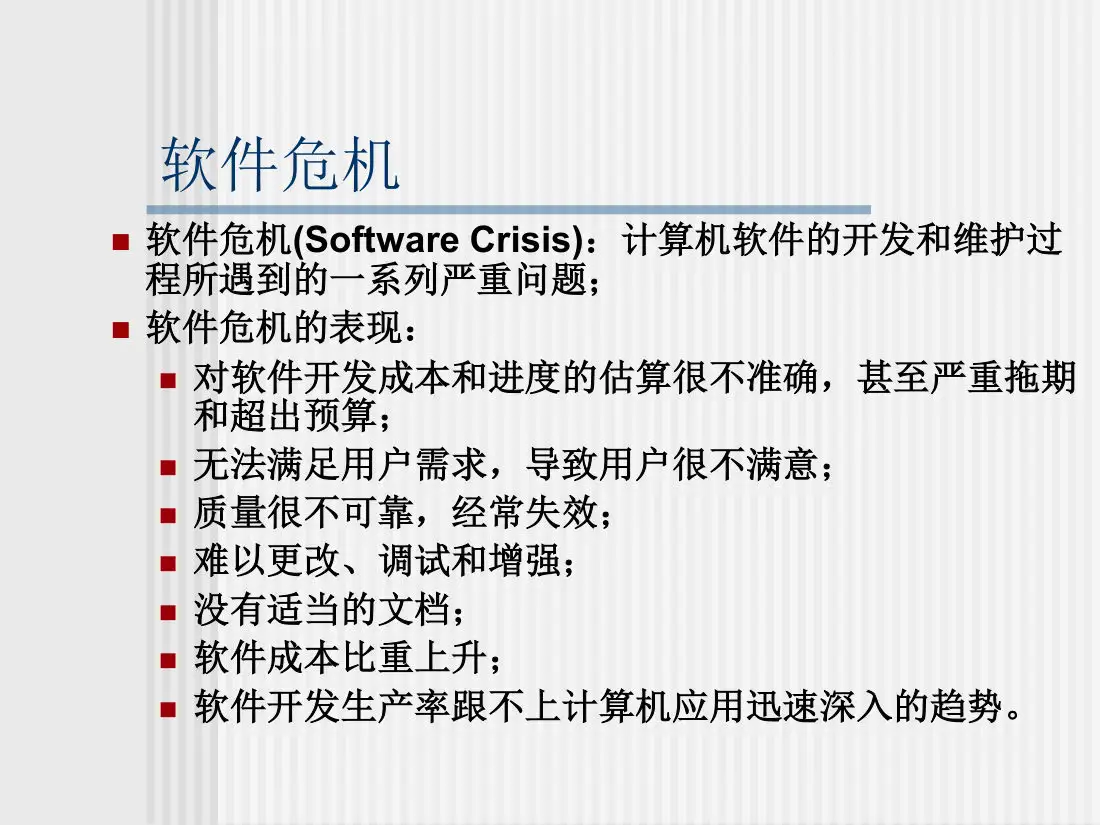 软件危机
软件危机(Software Crisis)：计算机软件的开发和维护过
程所遇到的一系列严重问题；
软件危机的表现：
对软件开发成本和进度的估算很不准确，甚至严重拖期
和超出预算；
无法满足用户需求，导致用户很不满意；
质量很不可靠，经常失效；
难以更改、调试和增强；
没有适当的文档；
软件成本比重上升；
软件开发生产率跟不上计算机应用迅速深入的趋势。